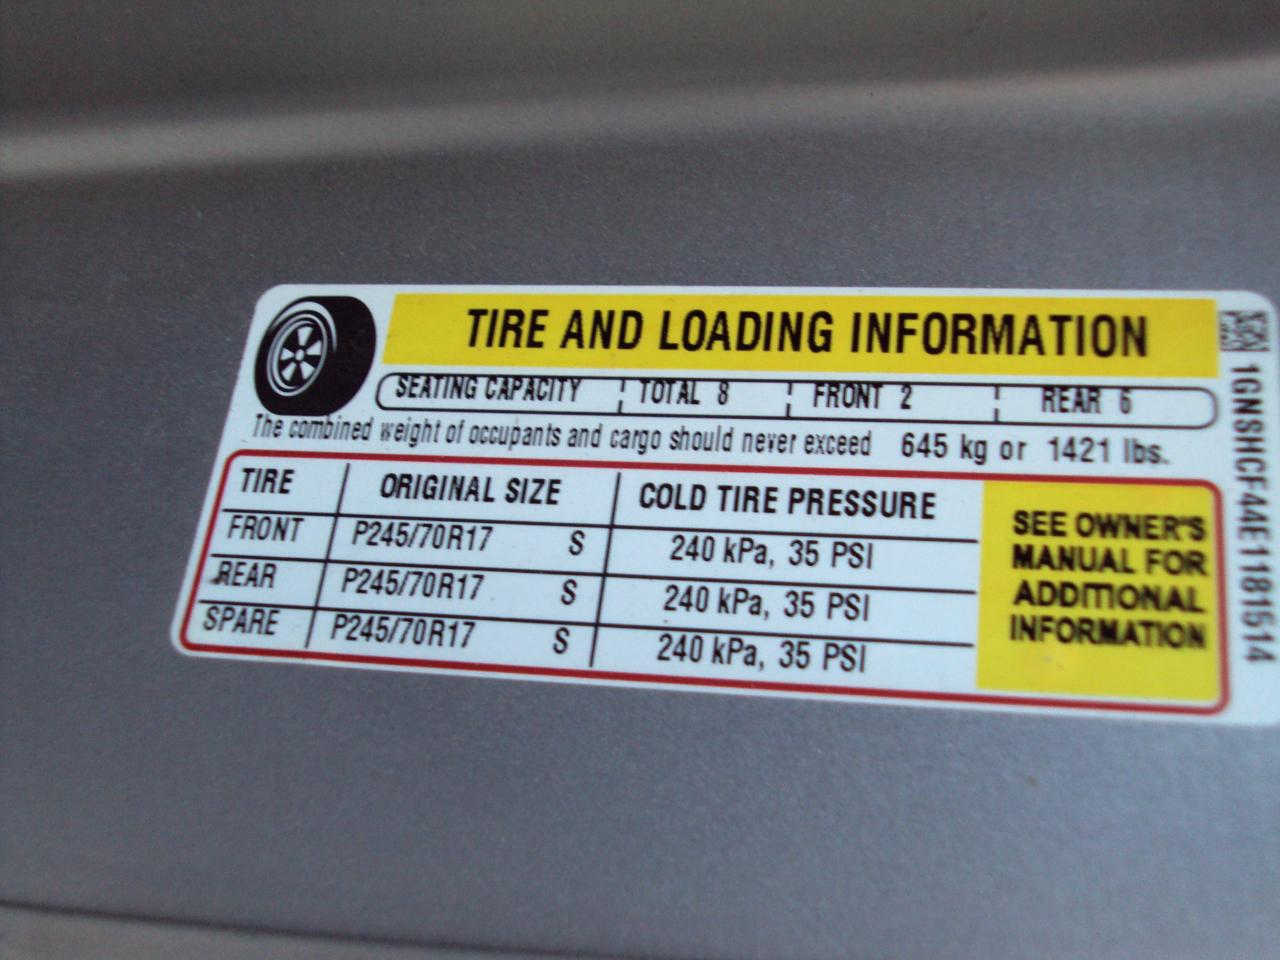 TIRE AND LOADING INFORMATION
SEATING CAPACITY TOTAL 8 FRONT 2 REAR 6
The combined weight of occupants and cargo should never exceed 645 kg or 1421 lbs.
TIRE ORIGINAL SIZE COLD TIRE PRESSURE
FRONT P245/70R17 S 240 kPa, 35 PSI
REAR P245/70R17 S 240 kPa, 35 PSI
SPARE P245/70R17 S 240 kPa, 35 PSI
SEE OWNER'S
MANUAL FOR
ADDITIONAL
INFORMATION
1GNSHCF44E1181514